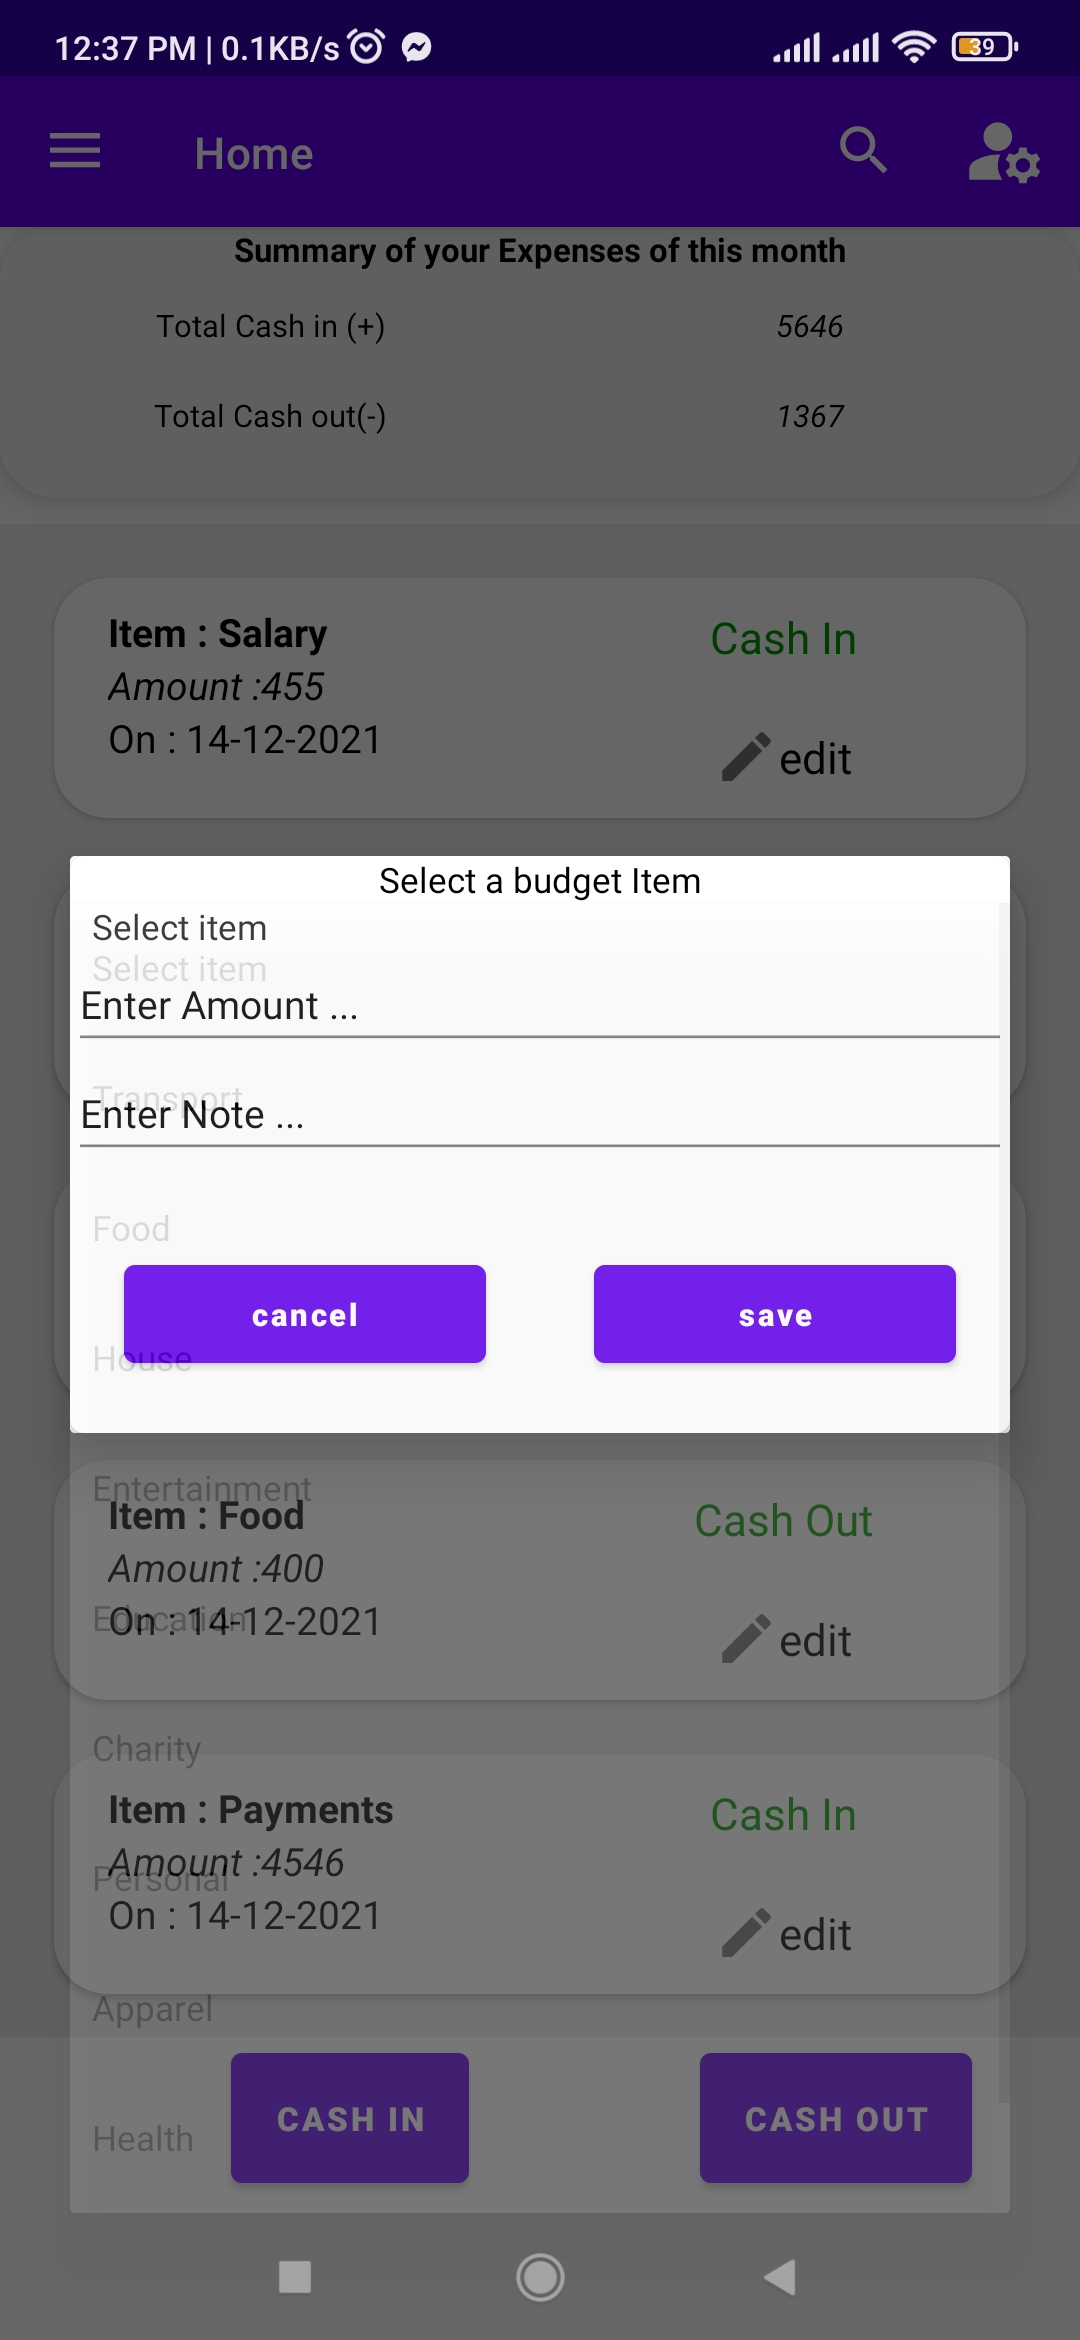 12:37 PM | 0.1KB/s
39
Home
Summary of your Expenses of this month
Total Cash in (+) 5646
Total Cash out(-) 1367
Item : Salary
Cash In
Amount :455
On : 14-12-2021
edit
Select a budget Item
Select item
Select item
Enter Amount ...
Transport
Enter Note ...
Food
cancel
save
House
Entertainment
Item : Food
Cash Out
Amount :400
Education
On : 14-12-2021
edit
Charity
Item : Payments
Cash In
Amount :4546
Personal
On : 14-12-2021
edit
Apparel
CASH IN
CASH OUT
Health